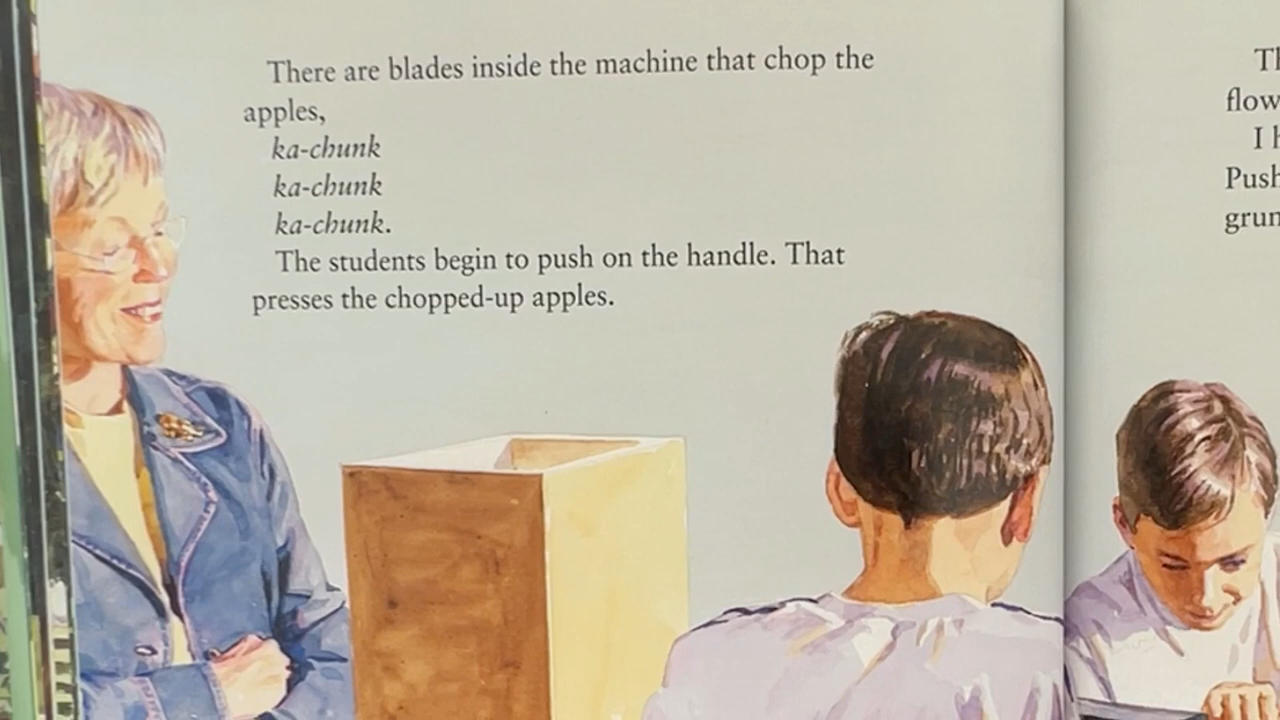 There are blades inside the machine that chop the
apples,
ka-chunk
ka-chunk
ka-chunk.
The students begin to push on the handle. That
presses the chopped-up apples.
I